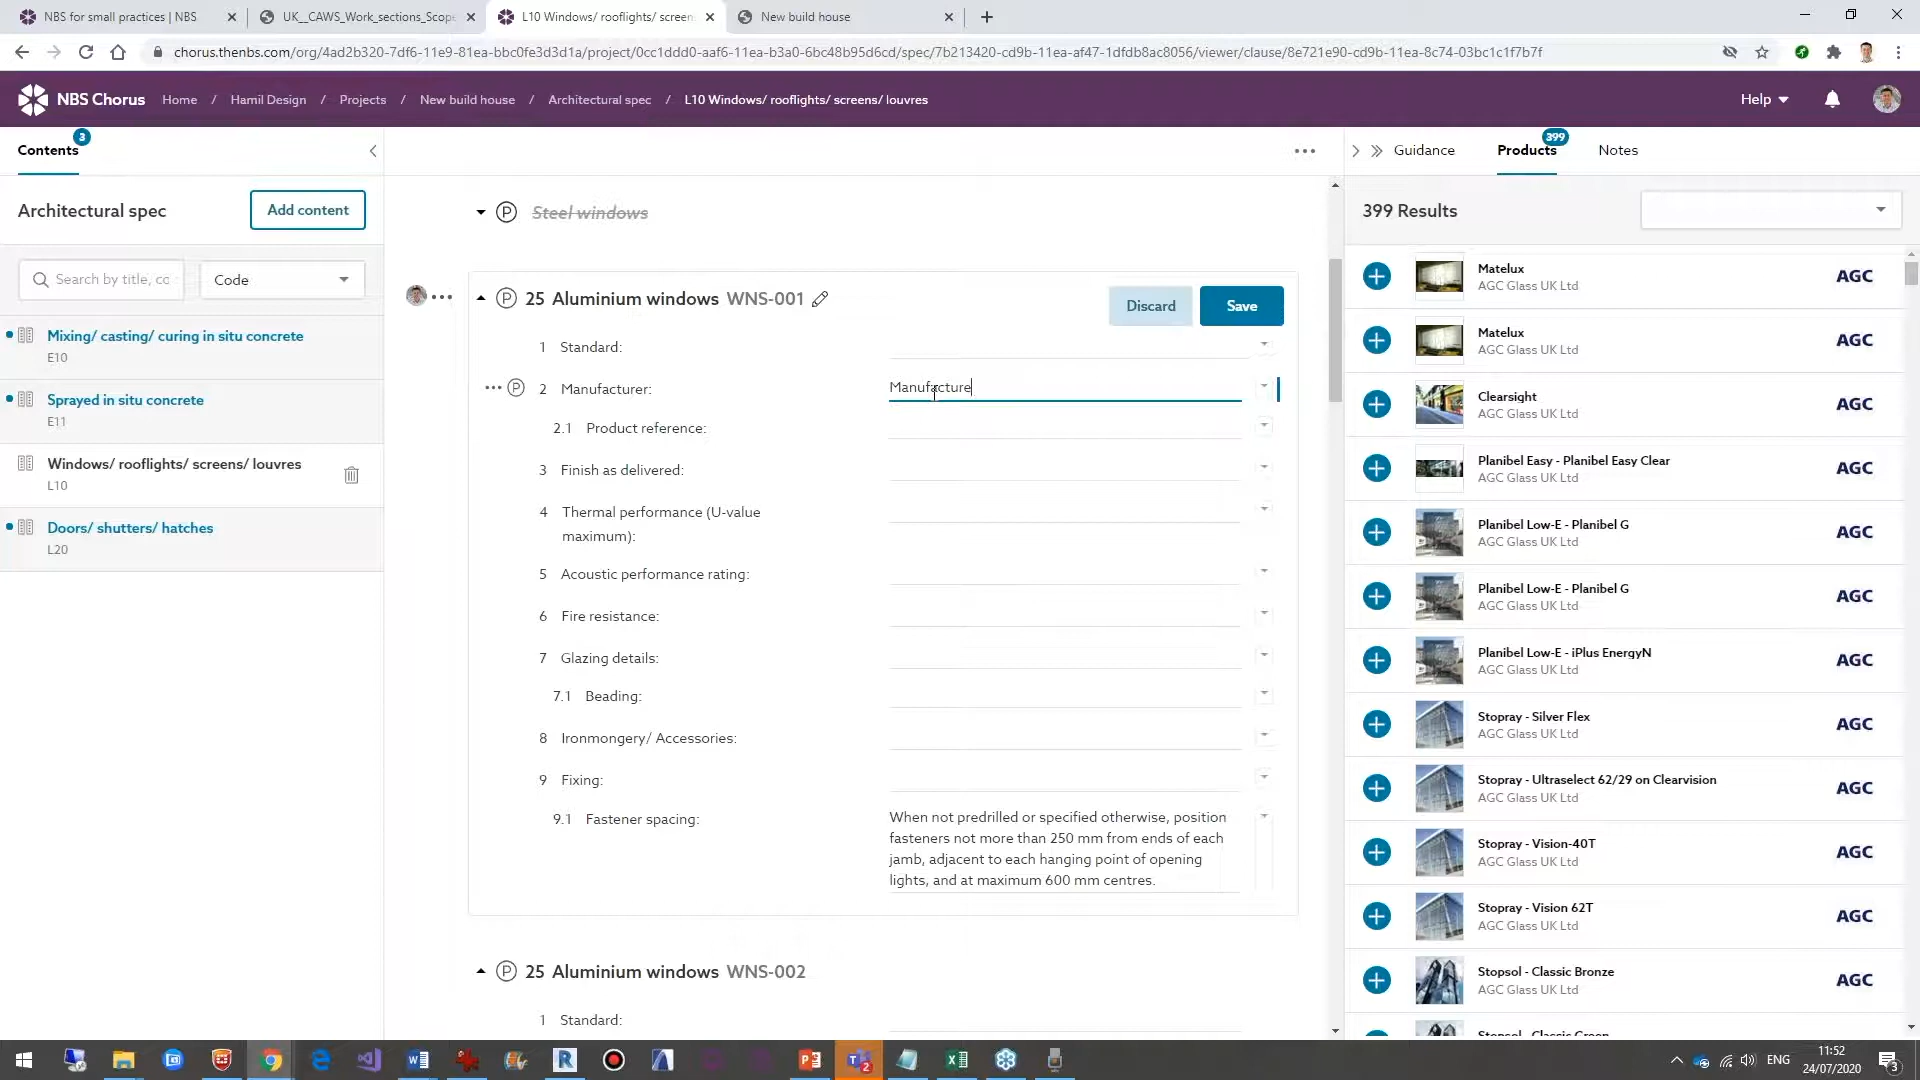 NBS for small practices | NBS
UK__CAWS_Work_sections_Scope
L10 Windows/ rooflights/ screens
New build house
chorus.thenbs.com/org/4ad2b320-7df6-11e9-81ea-bbc0fe3d3d1a/project/0cc1ddd0-aaf6-11ea-b3a0-6bc48b95d6cd/spec/7b213420-cd9b-11ea-af47-1dfdb8ac8056/viewer/clause/8e721e90-cd9b-11ea-8c74-03bc1c1f7b7f
NBS Chorus
Home / Hamil Design / Projects / New build house / Architectural spec / L10 Windows/ rooflights/ screens/ louvres
Help
Contents
3
Architectural spec
Add content
Search by title, co
Code
Mixing/ casting/ curing in situ concrete
E10
Sprayed in situ concrete
E11
Windows/ rooflights/ screens/ louvres
L10
Doors/ shutters/ hatches
L20
P Steel windows
P 25 Aluminium windows WNS-001
Discard
Save
1 Standard:
P 2 Manufacturer: Manufacture
2.1 Product reference:
3 Finish as delivered:
4 Thermal performance (U-value
maximum):
5 Acoustic performance rating:
6 Fire resistance:
7 Glazing details:
7.1 Beading:
8 Ironmongery/ Accessories:
9 Fixing:
9.1 Fastener spacing:
When not predrilled or specified otherwise, position
fasteners not more than 250 mm from ends of each
jamb, adjacent to each hanging point of opening
lights, and at maximum 600 mm centres.
P 25 Aluminium windows WNS-002
1 Standard:
Guidance
Products
399
Notes
399 Results
Matelux
AGC Glass UK Ltd
AGC
Matelux
AGC Glass UK Ltd
AGC
Clearsight
AGC Glass UK Ltd
AGC
Planibel Easy - Planibel Easy Clear
AGC Glass UK Ltd
AGC
Planibel Low-E - Planibel G
AGC Glass UK Ltd
AGC
Planibel Low-E - Planibel G
AGC Glass UK Ltd
AGC
Planibel Low-E - iPlus EnergyN
AGC Glass UK Ltd
AGC
Stopray - Silver Flex
AGC Glass UK Ltd
AGC
Stopray - Ultraselect 62/29 on Clearvision
AGC Glass UK Ltd
AGC
Stopray - Vision-40T
AGC Glass UK Ltd
AGC
Stopray - Vision 62T
AGC Glass UK Ltd
AGC
Stopsol - Classic Bronze
AGC Glass UK Ltd
AGC
Stopsol - Classic Green
ENG
11:52
24/07/2020
3